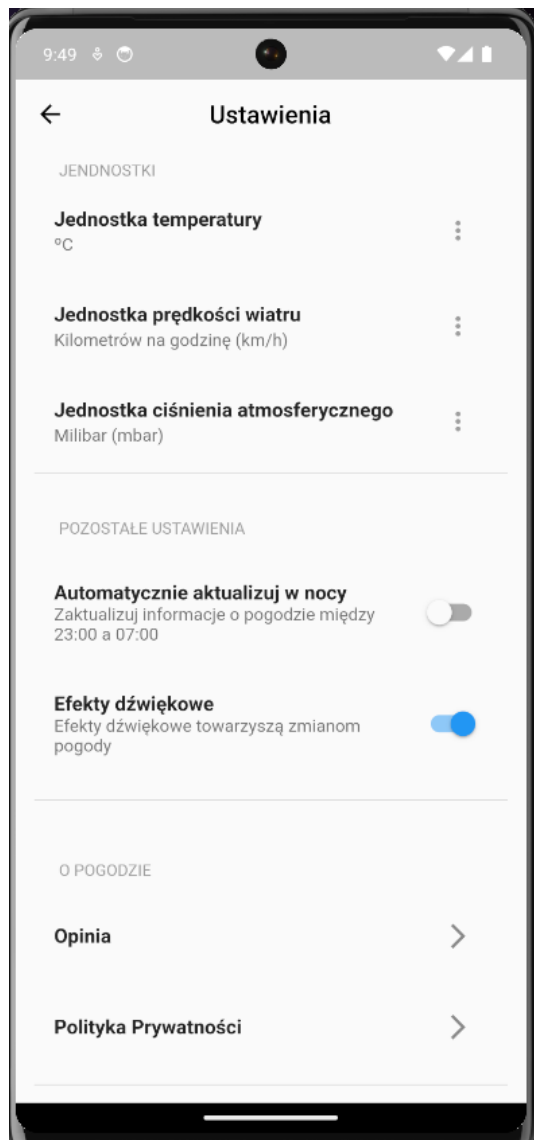 9:49
Ustawienia
JENDNOSTKI
Jednostka temperatury
°C
Jednostka prędkości wiatru
Kilometrów na godzinę (km/h)
Jednostka ciśnienia atmosferycznego
Milibar (mbar)
POZOSTAŁE USTAWIENIA
Automatycznie aktualizuj w nocy
Zaktualizuj informacje o pogodzie między
23:00 a 07:00
Efekty dźwiękowe
Efekty dźwiękowe towarzyszą zmianom
pogody
O POGODZIE
Opinia
Polityka Prywatności